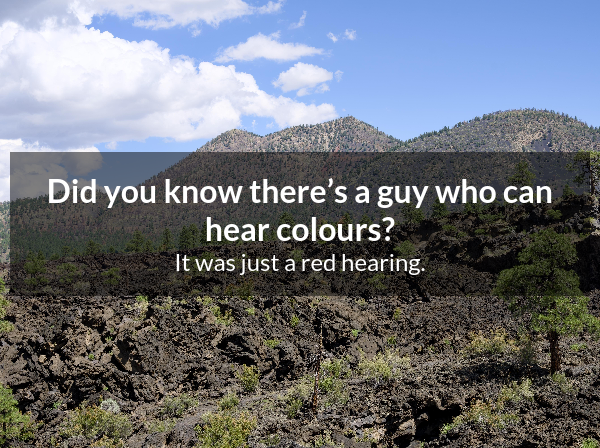 Did you know there’s a guy who can
hear colours?
It was just a red hearing.